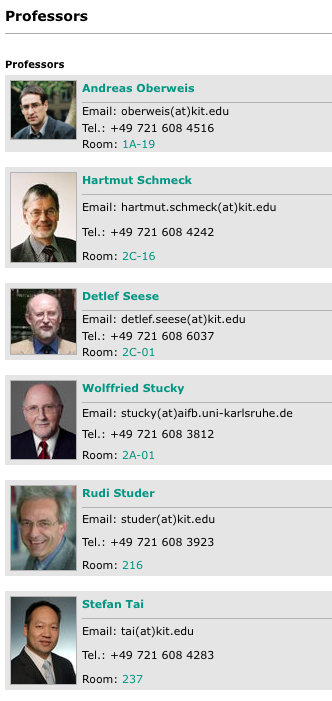 Professors
Professors
Andreas Oberweis
Email: oberweis(at)kit.edu
Tel.: +49 721 608 4516
Room: 1A-19
Hartmut Schmeck
Email: hartmut.schmeck(at)kit.edu
Tel.: +49 721 608 4242
Room: 2C-16
Detlef Seese
Email: detlef.seese(at)kit.edu
Tel.: +49 721 608 6037
Room: 2C-01
Wolffried Stucky
Email: stucky(at)aifb.uni-karlsruhe.de
Tel.: +49 721 608 3812
Room: 2A-01
Rudi Studer
Email: studer(at)kit.edu
Tel.: +49 721 608 3923
Room: 216
Stefan Tai
Email: tai(at)kit.edu
Tel.: +49 721 608 4283
Room: 237